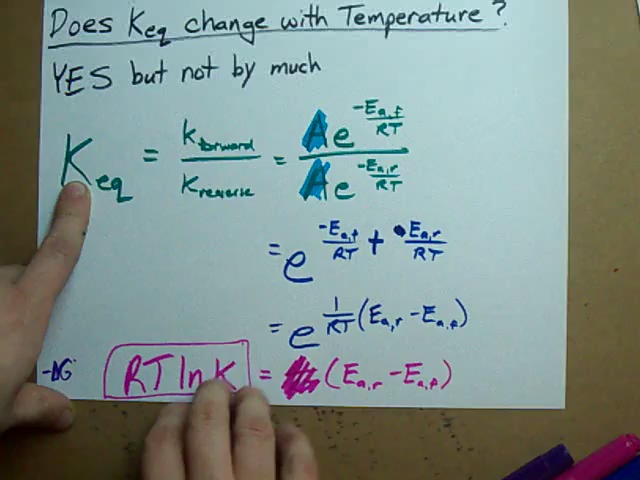 Does Keq change with Temperature?
YES but not by much
Keq = kforward / kreverse = Ae^(-Ea,f/RT) / Ae^(-Ea,r/RT)
= e^(-Ea,f/RT + Ea,r/RT)
= e^(1/RT (Ea,r - Ea,f))
-ΔG° RT ln K = (Ea,r - Ea,f)